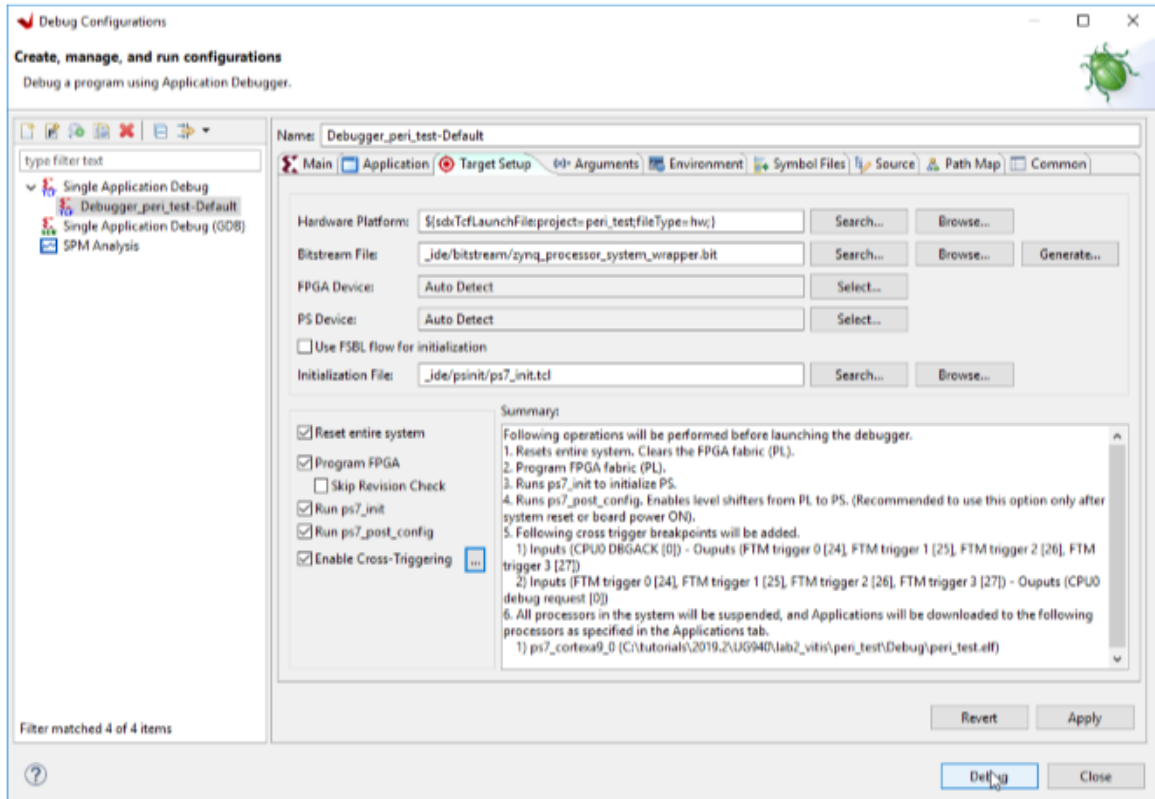 Debug Configurations
Create, manage, and run configurations
Debug a program using Application Debugger.
type filter text
Single Application Debug
Debugger_peri_test-Default
Single Application Debug (GDB)
SPM Analysis
Filter matched 4 of 4 items
Name: Debugger_peri_test-Default
Main Application Target Setup (x)= Arguments Environment Symbol Files Source Path Map Common
Hardware Platform: ${sdxTcfLaunchFile:project=peri_test;fileType=hw;} Search... Browse...
Bitstream File: _ide/bitstream/zynq_processor_system_wrapper.bit Search... Browse... Generate...
FPGA Device: Auto Detect Select...
PS Device: Auto Detect Select...
Use FSBL flow for initialization
Initialization File: _ide/psinit/ps7_init.tcl Search... Browse...
Reset entire system
Program FPGA
Skip Revision Check
Run ps7_init
Run ps7_post_config
Enable Cross-Triggering ...
Summary:
Following operations will be performed before launching the debugger.
1. Resets entire system. Clears the FPGA fabric (PL).
2. Program FPGA fabric (PL).
3. Runs ps7_init to initialize PS.
4. Runs ps7_post_config. Enables level shifters from PL to PS. (Recommended to use this option only after
system reset or board power ON).
5. Following cross trigger breakpoints will be added.
1) Inputs (CPU0 DBGACK [0]) - Ouputs (FTM trigger 0 [24], FTM trigger 1 [25], FTM trigger 2 [26], FTM
trigger 3 [27])
2) Inputs (FTM trigger 0 [24], FTM trigger 1 [25], FTM trigger 2 [26], FTM trigger 3 [27]) - Ouputs (CPU0
debug request [0])
6. All processors in the system will be suspended, and Applications will be downloaded to the following
processors as specified in the Applications tab.
1) ps7_cortexa9_0 (C:\tutorials\2019.2\UG940\lab2_vitis\peri_test\Debug\peri_test.elf)
Revert Apply
Debug Close